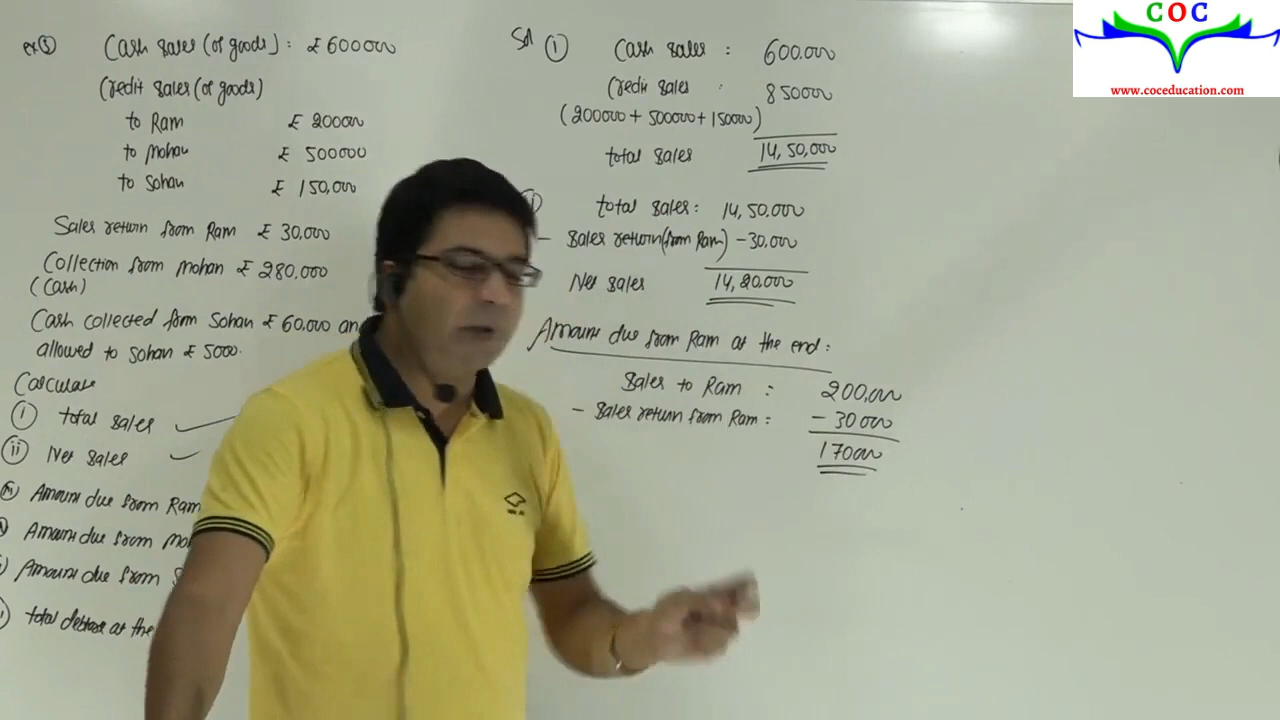 ex ⑧ Cash sales (of goods) : £ 600000
Credit sales (of goods)
to Ram £ 200000
to Mohan £ 500000
to Sohan £ 150,000
Sales return from Ram £ 30,000
Collection from Mohan £ 280,000
(Cash)
Cash collected from Sohan £ 60,000 an
allowed to Sohan £ 5000.
Calculate
(i) total sales
(ii) Net sales
Amount due from Ram
Amount due from Moh
Amount due from S
total debtors at the
Sol (i) Cash sales : 600,000
Credit sales : 850000
(200000 + 500000 + 150000)
total sales 14,50,000
total sales : 14,50,000
- Sales return (from Ram) - 30,000
Net sales 14,20,000
Amount due from Ram at the end :
Sales to Ram : 200,000
- Sales return from Ram : - 30000
170000
COC
www.coceducation.com